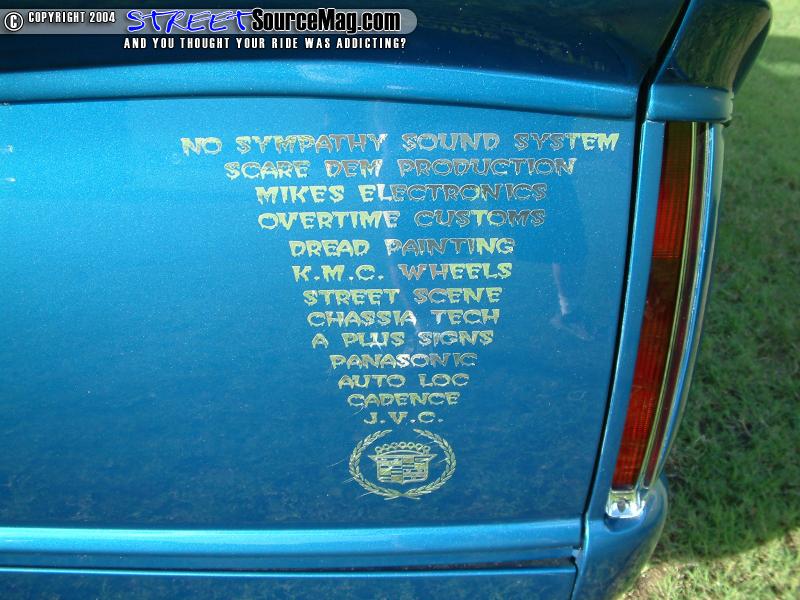 © COPYRIGHT 2004 STREETSourceMag.com
AND YOU THOUGHT YOUR RIDE WAS ADDICTING?
NO SYMPATHY SOUND SYSTEM
SCARE DEM PRODUCTION
MIKES ELECTRONICS
OVERTIME CUSTOMS
DREAD PAINTING
K.M.C. WHEELS
STREET SCENE
CHASSIA TECH
A PLUS SIGNS
PANASONIC
AUTO LOC
CADENCE
J.V.C.